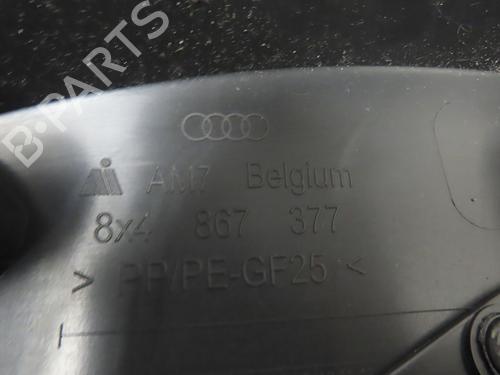 B-PARTS
AM7 Belgium
8X4 867 377
> PP/PE-GF25 <